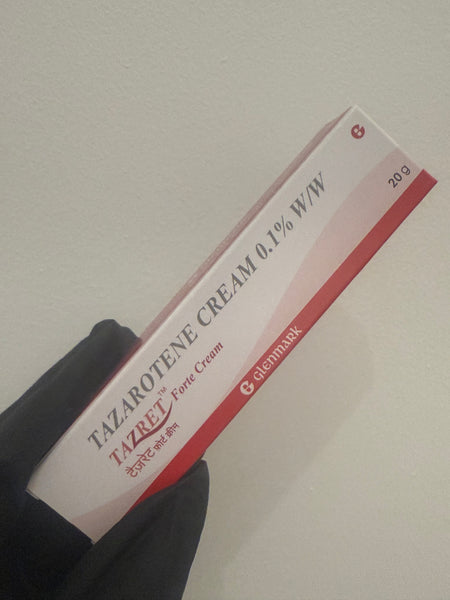 TAZAROTENE CREAM 0.1% W/W
TAZRET™ Forte Cream
टैज़रेट फ़ोर्ट क्रीम
20 g
G Glenmark